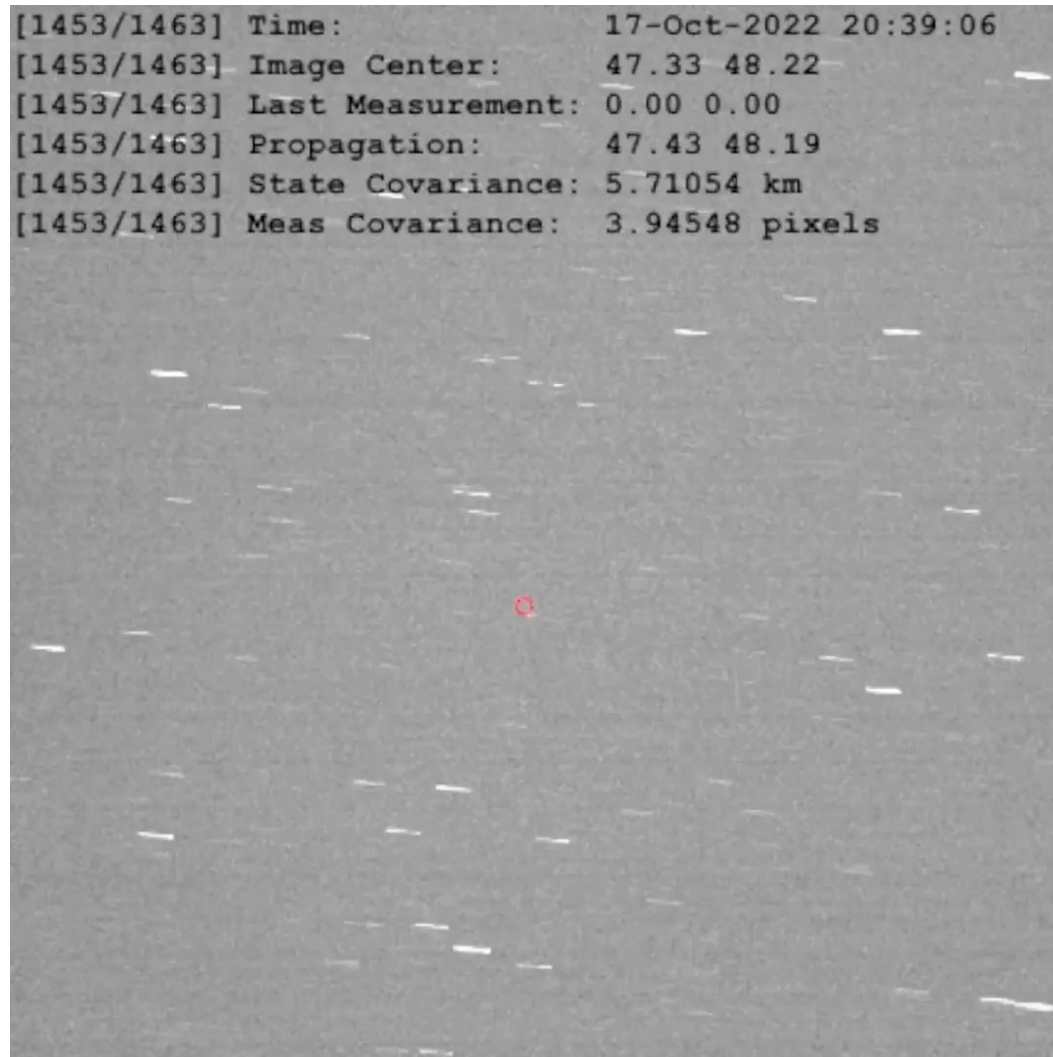 [1453/1463] Time: 17-Oct-2022 20:39:06
[1453/1463] Image Center: 47.33 48.22
[1453/1463] Last Measurement: 0.00 0.00
[1453/1463] Propagation: 47.43 48.19
[1453/1463] State Covariance: 5.71054 km
[1453/1463] Meas Covariance: 3.94548 pixels